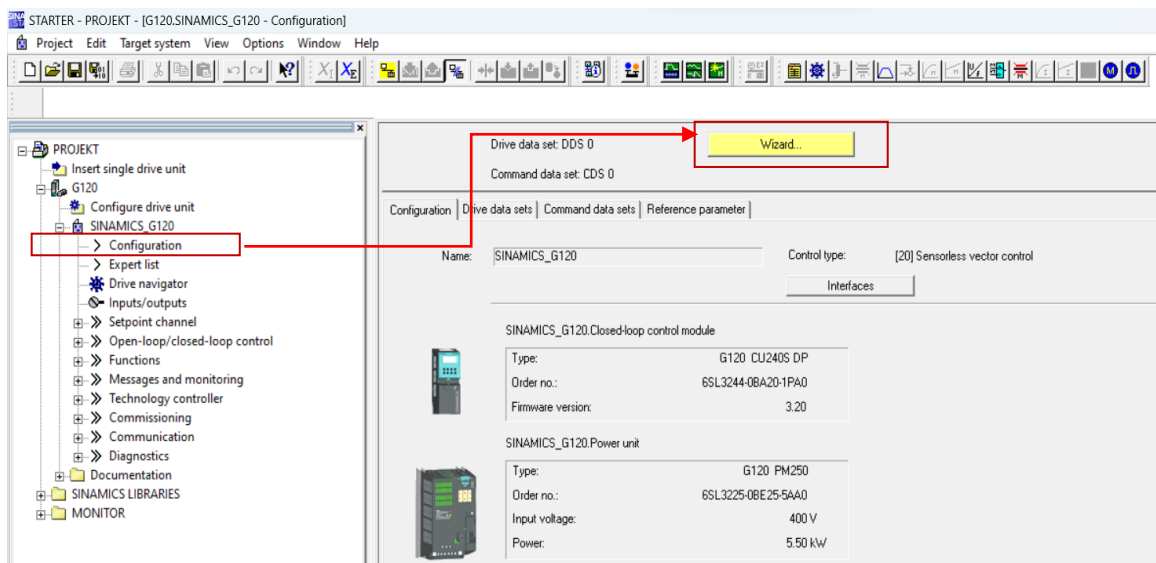 STARTER - PROJEKT - [G120.SINAMICS_G120 - Configuration]
Project Edit Target system View Options Window Help
PROJEKT
Insert single drive unit
G120
Configure drive unit
SINAMICS_G120
Configuration
Expert list
Drive navigator
Inputs/outputs
Setpoint channel
Open-loop/closed-loop control
Functions
Messages and monitoring
Technology controller
Commissioning
Communication
Diagnostics
Documentation
SINAMICS LIBRARIES
MONITOR
Drive data set: DDS 0
Wizard...
Command data set: CDS 0
Configuration Drive data sets Command data sets Reference parameter
Name: SINAMICS_G120 Control type: [20] Sensorless vector control
Interfaces
SINAMICS_G120.Closed-loop control module
Type: G120 CU240S DP
Order no.: 6SL3244-0BA20-1PA0
Firmware version: 3.20
SINAMICS_G120.Power unit
Type: G120 PM250
Order no.: 6SL3225-0BE25-5AA0
Input voltage: 400 V
Power: 5.50 kW